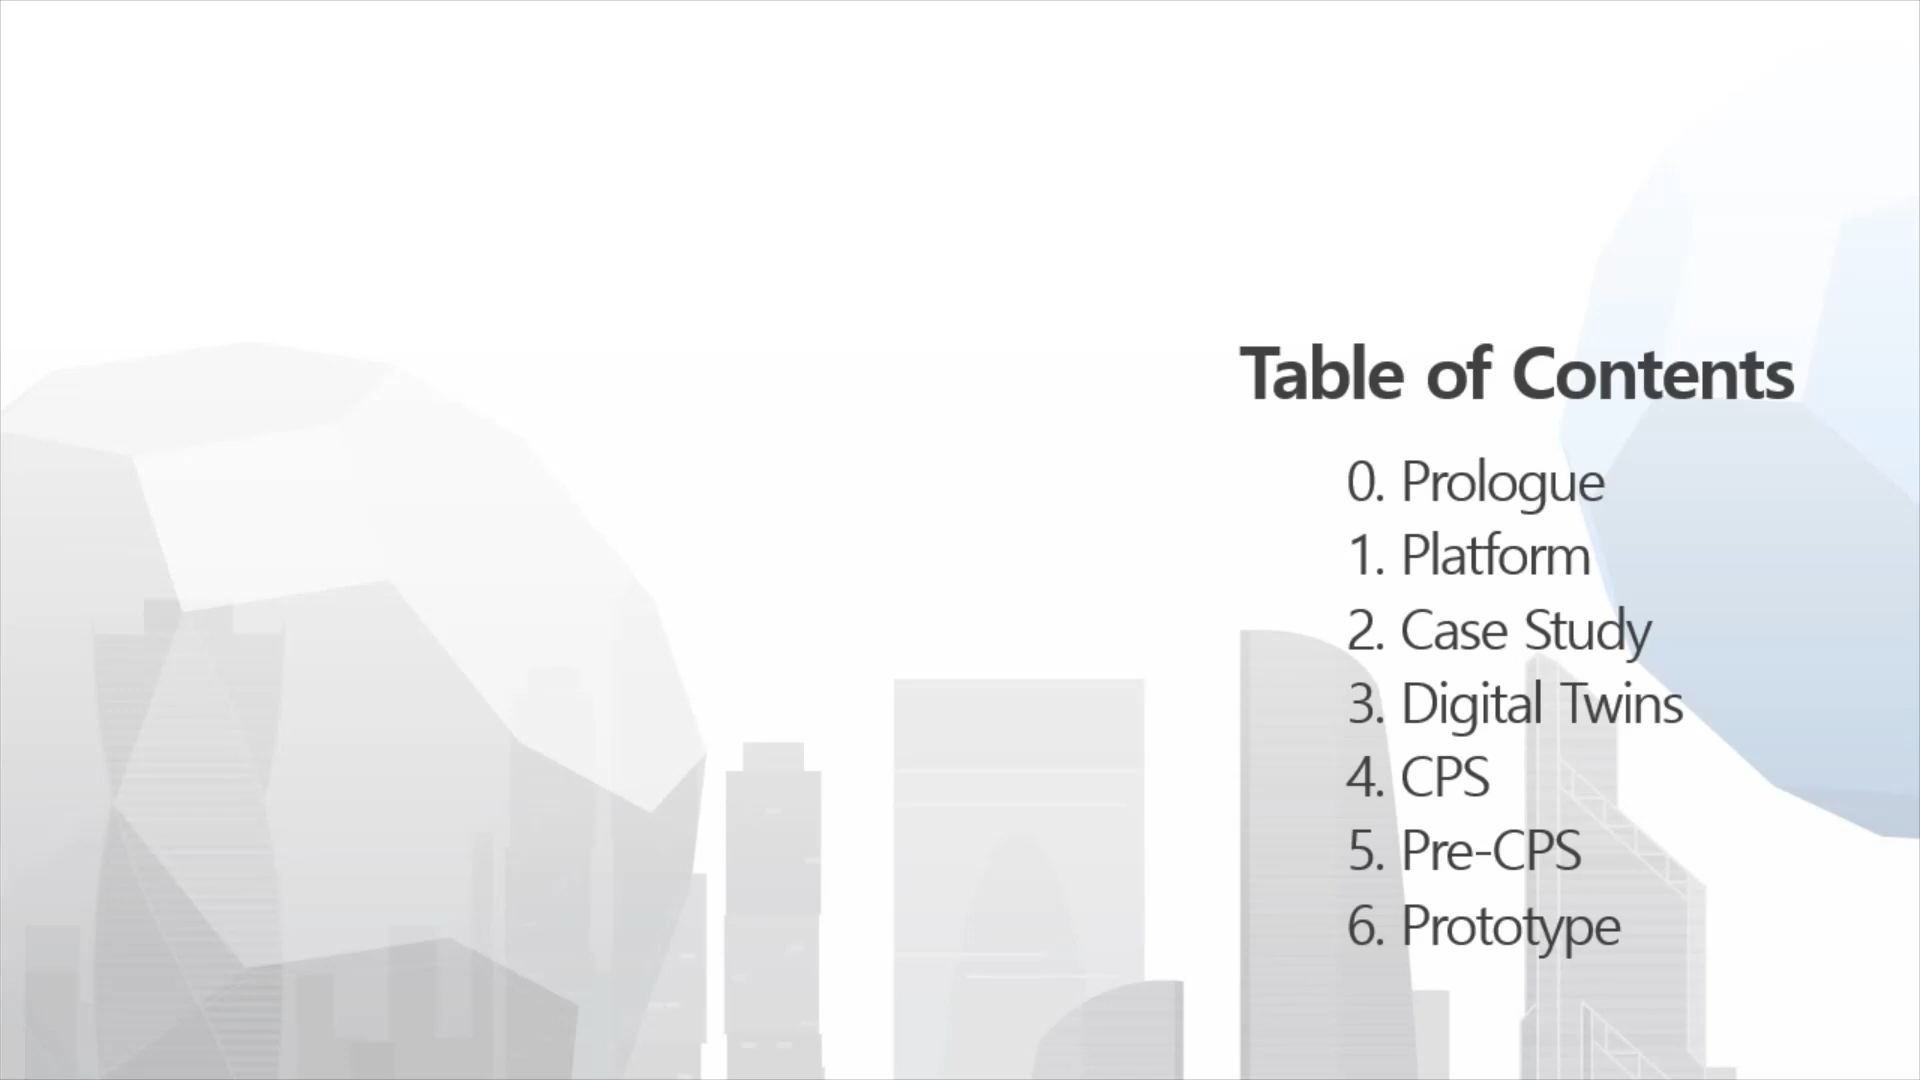 Table of Contents
0. Prologue
1. Platform
2. Case Study
3. Digital Twins
4. CPS
5. Pre-CPS
6. Prototype